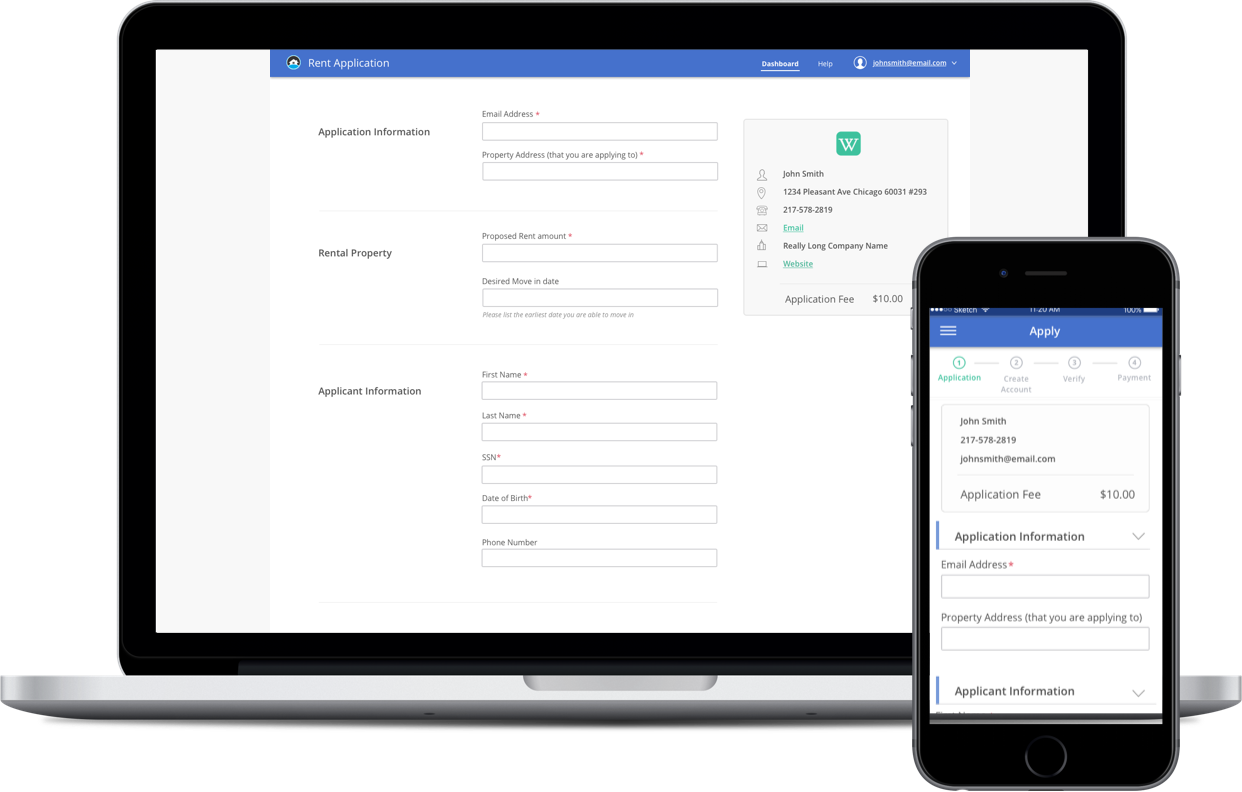 Rent Application
Dashboard
Help
johnsmith@email.com
Application Information
Email Address *
Property Address (that you are applying to) *
Rental Property
Proposed Rent amount *
Desired Move in date
Please list the earliest date you are able to move in
Applicant Information
First Name *
Last Name *
SSN*
Date of Birth*
Phone Number
W
John Smith
1234 Pleasant Ave Chicago 60031 #293
217-578-2819
Email
Really Long Company Name
Website
Application Fee $10.00
Sketch 11:20 AM 100%
Apply
1 2 3 4
Application
Create
Account
Verify
Payment
John Smith
217-578-2819
johnsmith@email.com
Application Fee $10.00
Application Information
Email Address*
Property Address (that you are applying to)
Applicant Information